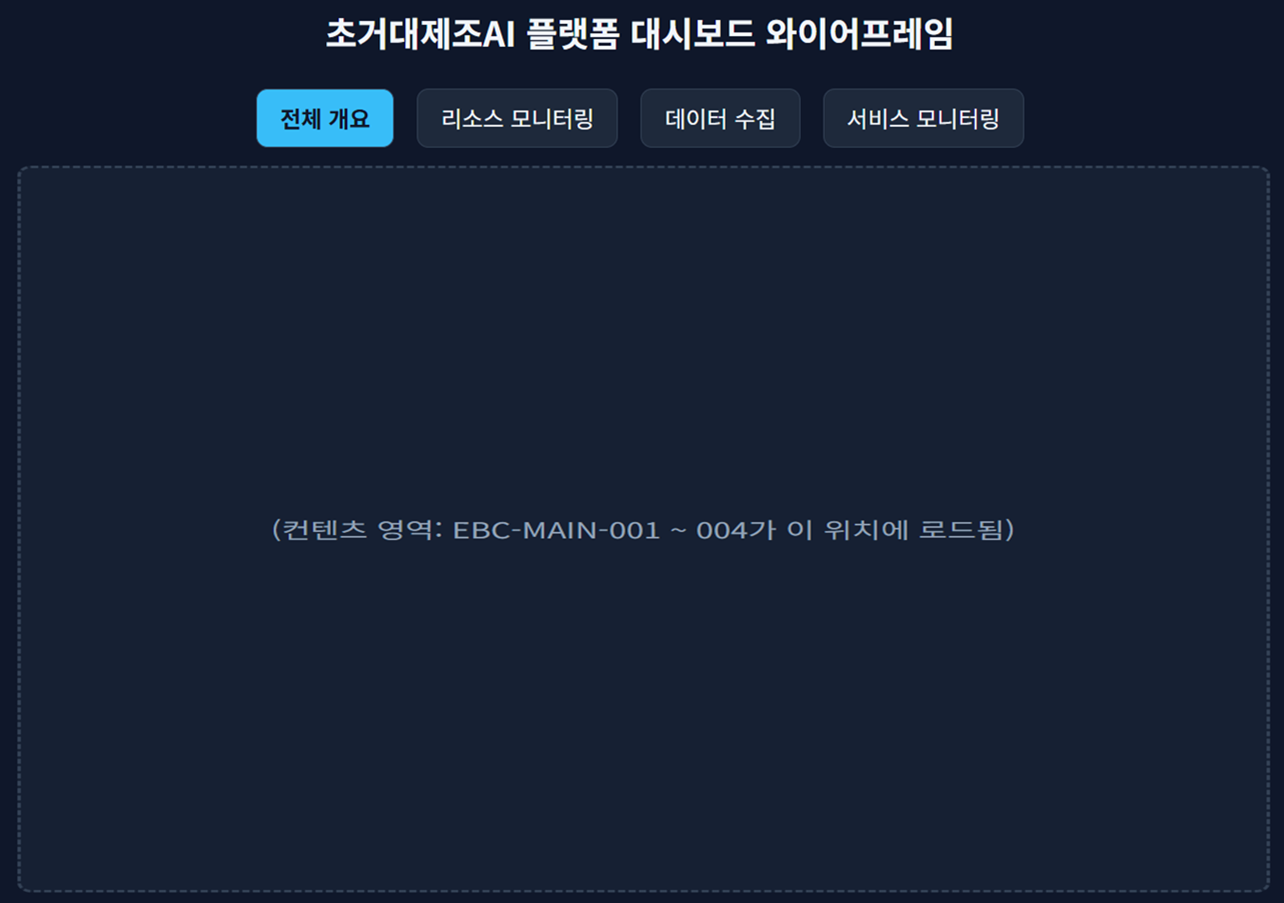 초거대제조AI 플랫폼 대시보드 와이어프레임
전체 개요 리소스 모니터링 데이터 수집 서비스 모니터링
(컨텐츠 영역: EBC-MAIN-001 ~ 004가 이 위치에 로드됨)